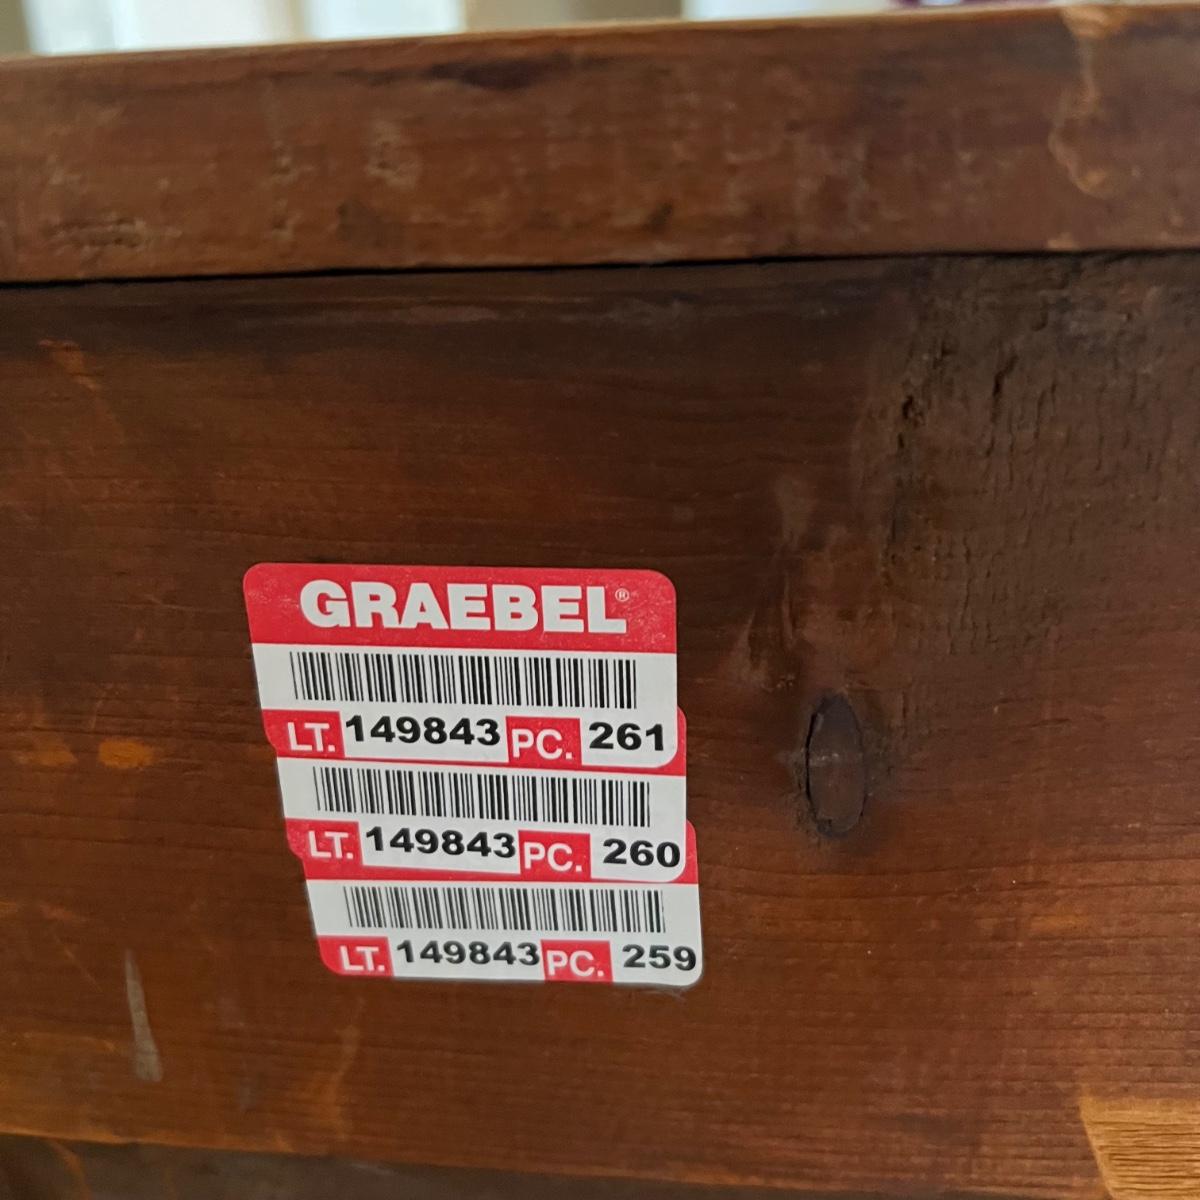 GRAEBEL®
LT. 149843 PC. 261
LT. 149843 PC. 260
LT. 149843 PC. 259